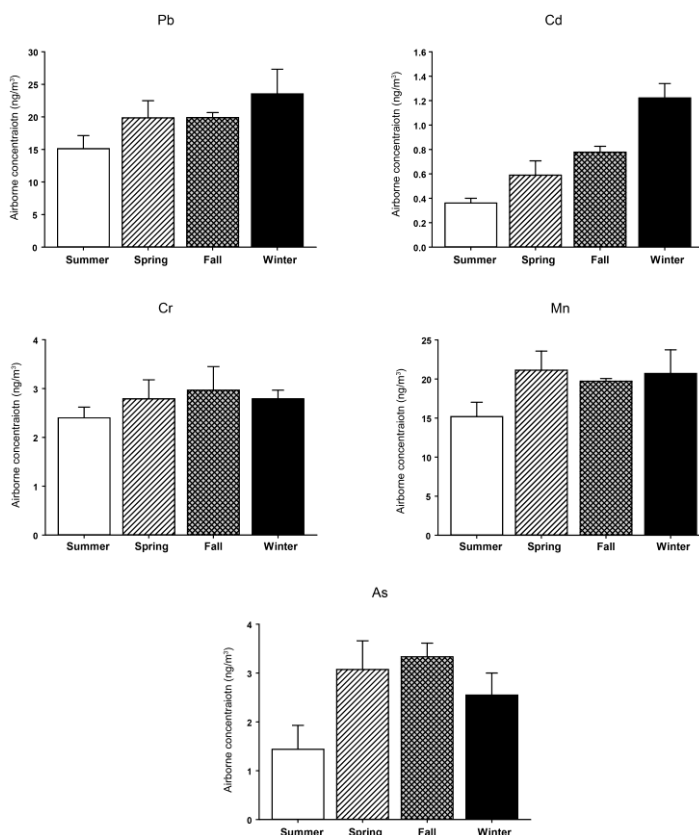 Pb
Airborne concentraiotn (ng/m³)
30
25
20
15
10
5
0
Summer Spring Fall Winter
Cd
Airborne concentraiotn (ng/m³)
1.6
1.4
1.2
1.0
0.8
0.6
0.4
0.2
0.0
Summer Spring Fall Winter
Cr
Airborne concentraiotn (ng/m³)
4
3
2
1
0
Summer Spring Fall Winter
Mn
Airborne concentraiotn (ng/m³)
25
20
15
10
5
0
Summer Spring Fall Winter
As
Airborne concentraiotn (ng/m³)
4
3
2
1
0
Summer Spring Fall Winter